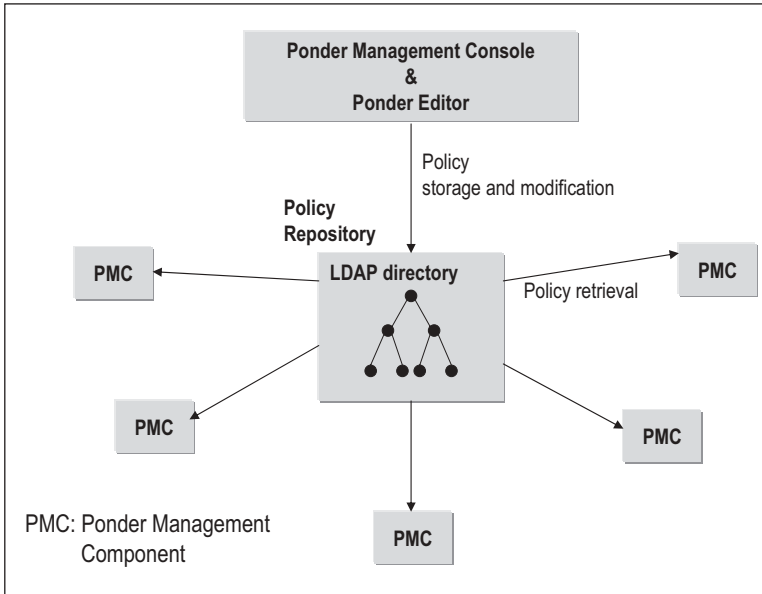 Ponder Management Console
&
Ponder Editor
Policy
storage and modification
Policy
Repository
PMC
LDAP directory
PMC
Policy retrieval
PMC
PMC
PMC
PMC: Ponder Management
Component